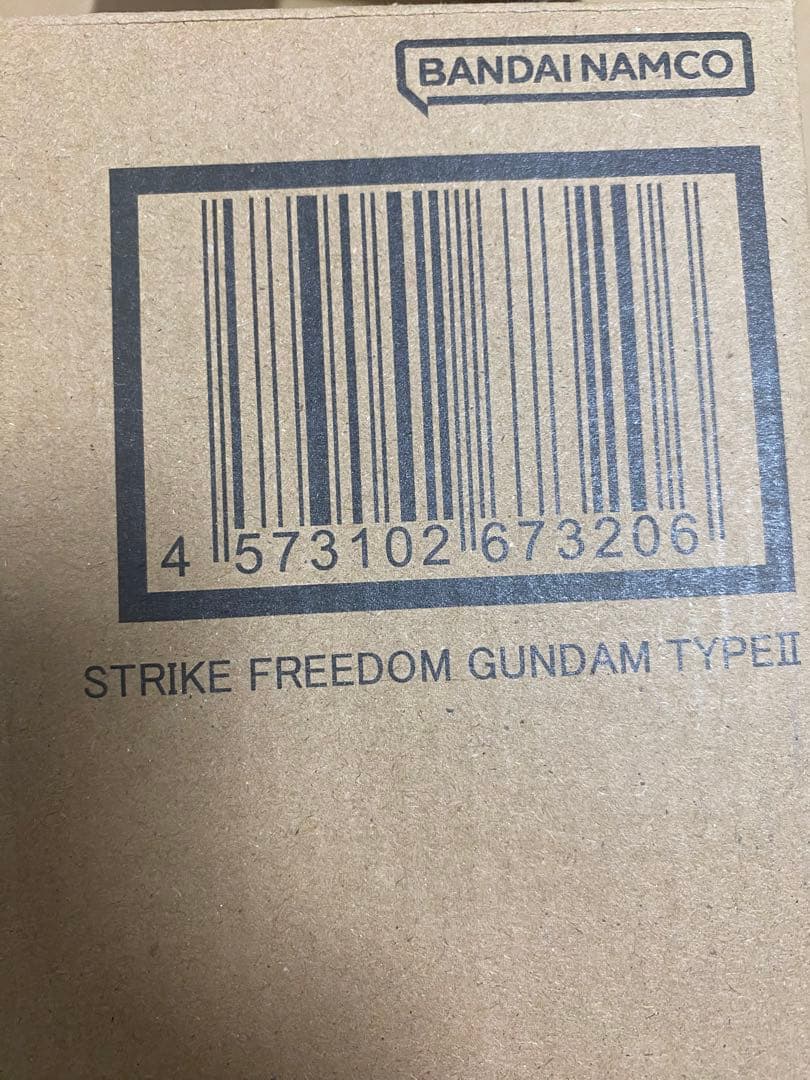 BANDAI NAMCO
4 573102 673206
STRIKE FREEDOM GUNDAM TYPEⅡ